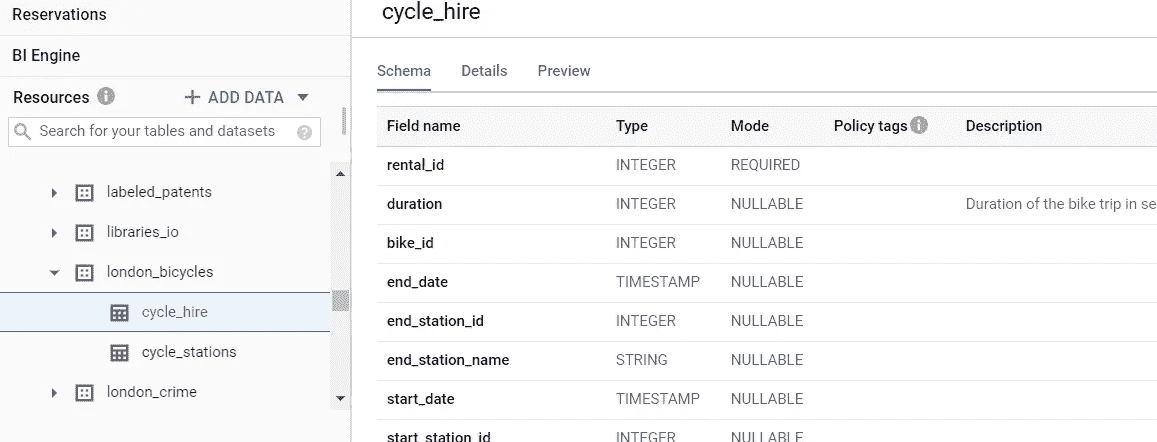 Reservations
BI Engine
Resources
+ ADD DATA
Search for your tables and datasets
labeled_patents
libraries_io
london_bicycles
cycle_hire
cycle_stations
london_crime
cycle_hire
Schema Details Preview
Field name Type Mode Policy tags Description
rental_id INTEGER REQUIRED
duration INTEGER NULLABLE Duration of the bike trip in se
bike_id INTEGER NULLABLE
end_date TIMESTAMP NULLABLE
end_station_id INTEGER NULLABLE
end_station_name STRING NULLABLE
start_date TIMESTAMP NULLABLE
start_station_id INTEGER NULLABLE